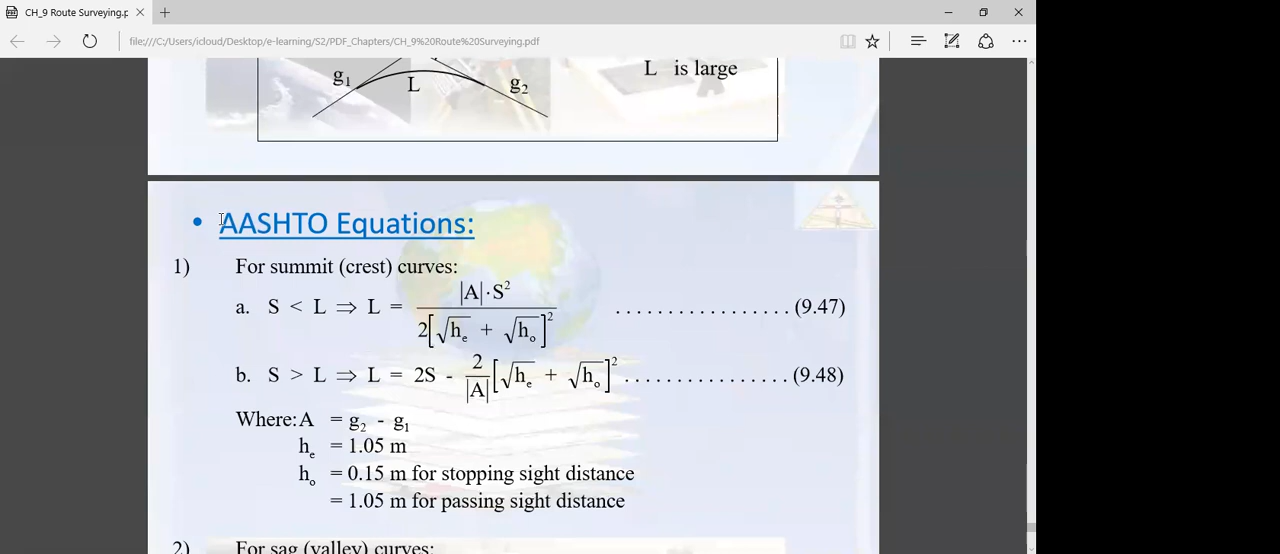 CH_9 Route Surveying.p
file:///C:/Users/icloud/Desktop/e-learning/S2/PDF_Chapters/CH_9%20Route%20Surveying.pdf
g₁ L g₂ L is large
• AASHTO Equations:
1) For summit (crest) curves:
a. S < L ⇒ L = |A|·S² / 2[√hₑ + √hₒ]² ................. (9.47)
b. S > L ⇒ L = 2S - 2/|A| [√hₑ + √hₒ]² ................ (9.48)
Where: A = g₂ - g₁
hₑ = 1.05 m
hₒ = 0.15 m for stopping sight distance
= 1.05 m for passing sight distance
2) For sag (valley) curves: